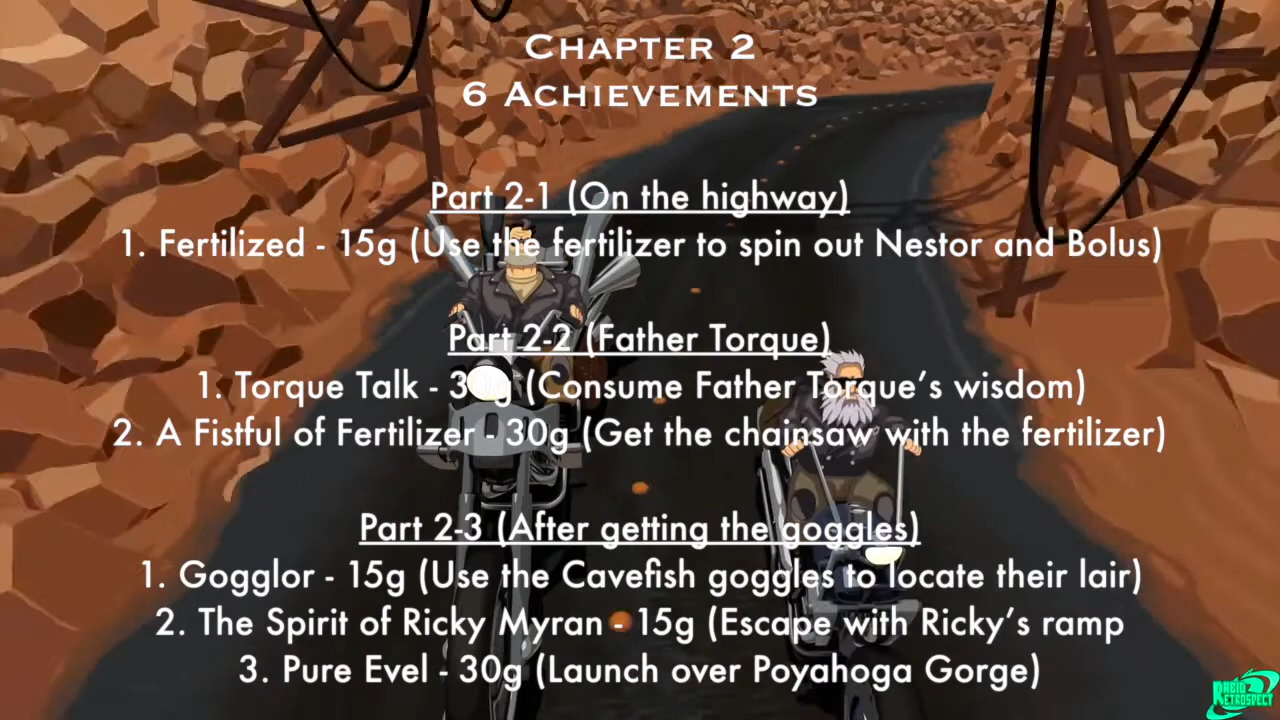 Chapter 2
6 Achievements
Part 2-1 (On the highway)
1. Fertilized - 15g (Use the fertilizer to spin out Nestor and Bolus)
Part 2-2 (Father Torque)
1. Torque Talk - 30g (Consume Father Torque's wisdom)
2. A Fistful of Fertilizer - 30g (Get the chainsaw with the fertilizer)
Part 2-3 (After getting the goggles)
1. Gogglor - 15g (Use the Cavefish goggles to locate their lair)
2. The Spirit of Ricky Myran - 15g (Escape with Ricky's ramp
3. Pure Evel - 30g (Launch over Poyahoga Gorge)
Rabid
Retrospect